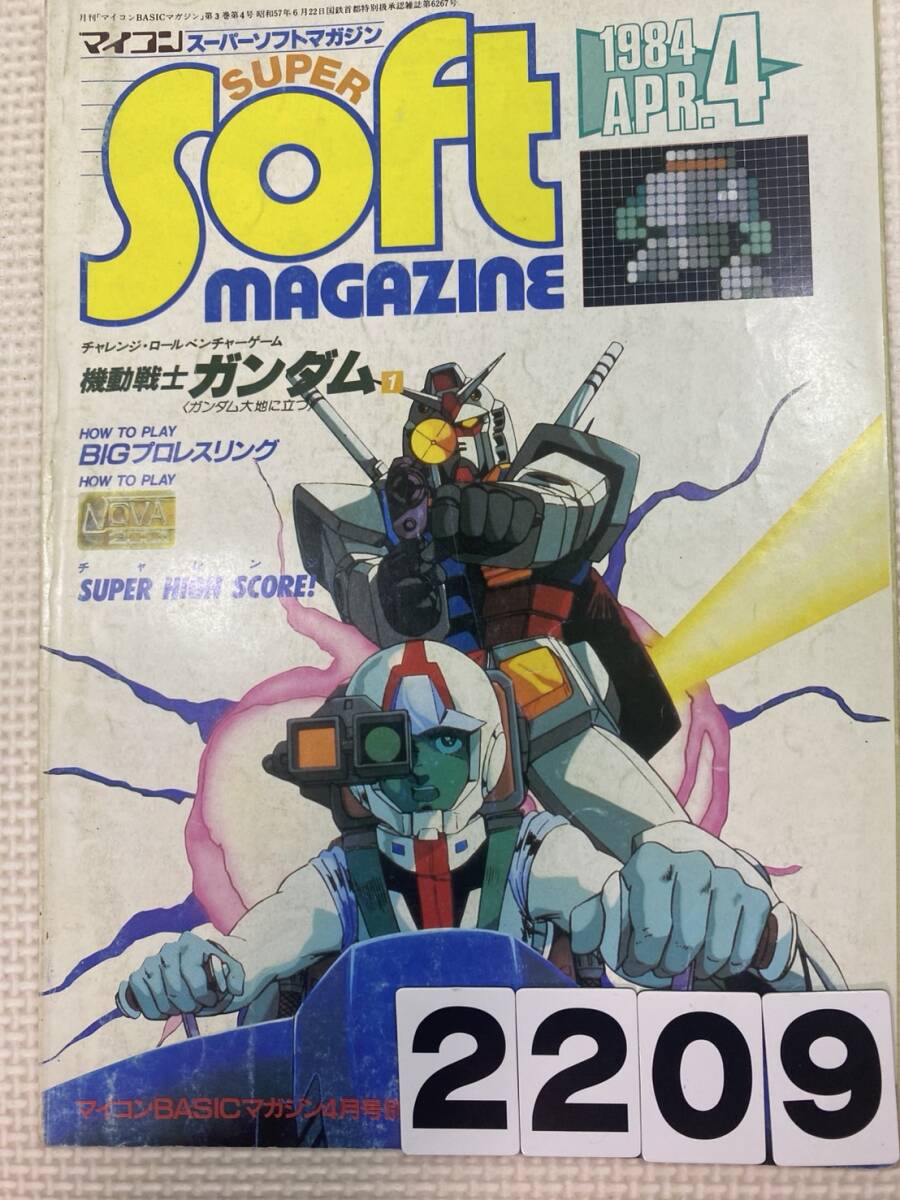 月刊「マイコンBASICマガジン」第3巻第4号 昭和57年6月22日国鉄首都特別扱承認雑誌第6267号
マイコン スーパーソフトマガジン
SUPER
Soft
MAGAZINE
1984
APR. 4
チャレンジ・ロールベンチャーゲーム
機動戦士 ガンダム 1
〈ガンダム大地に立つ〉
HOW TO PLAY
BIGプロレスリング
HOW TO PLAY
NOVA
チャレンジ
SUPER HIGH SCORE!
マイコンBASICマガジン4月号
2209